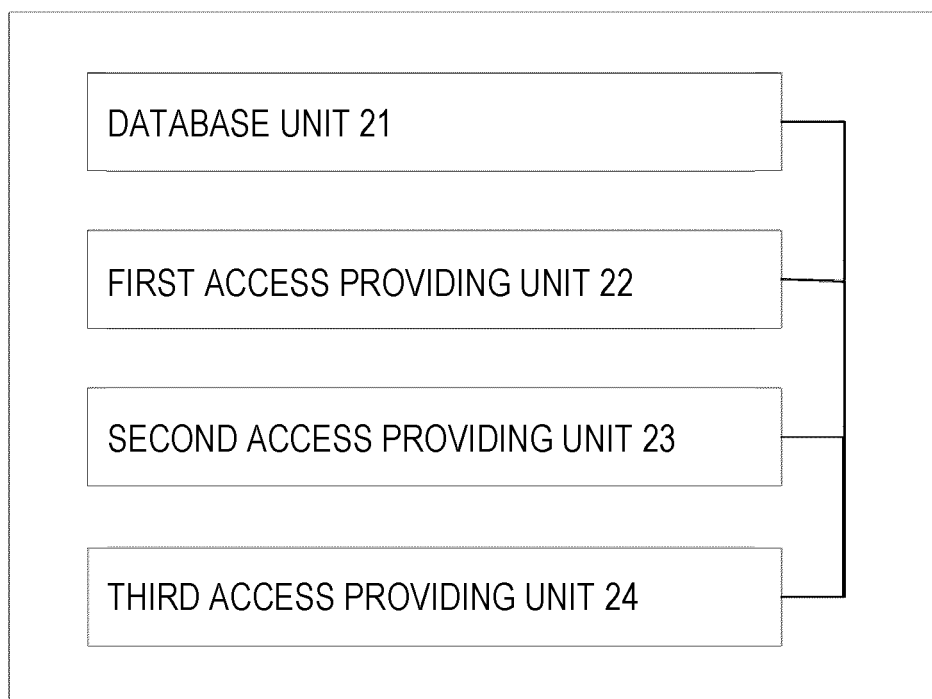 DATABASE UNIT 21
FIRST ACCESS PROVIDING UNIT 22
SECOND ACCESS PROVIDING UNIT 23
THIRD ACCESS PROVIDING UNIT 24